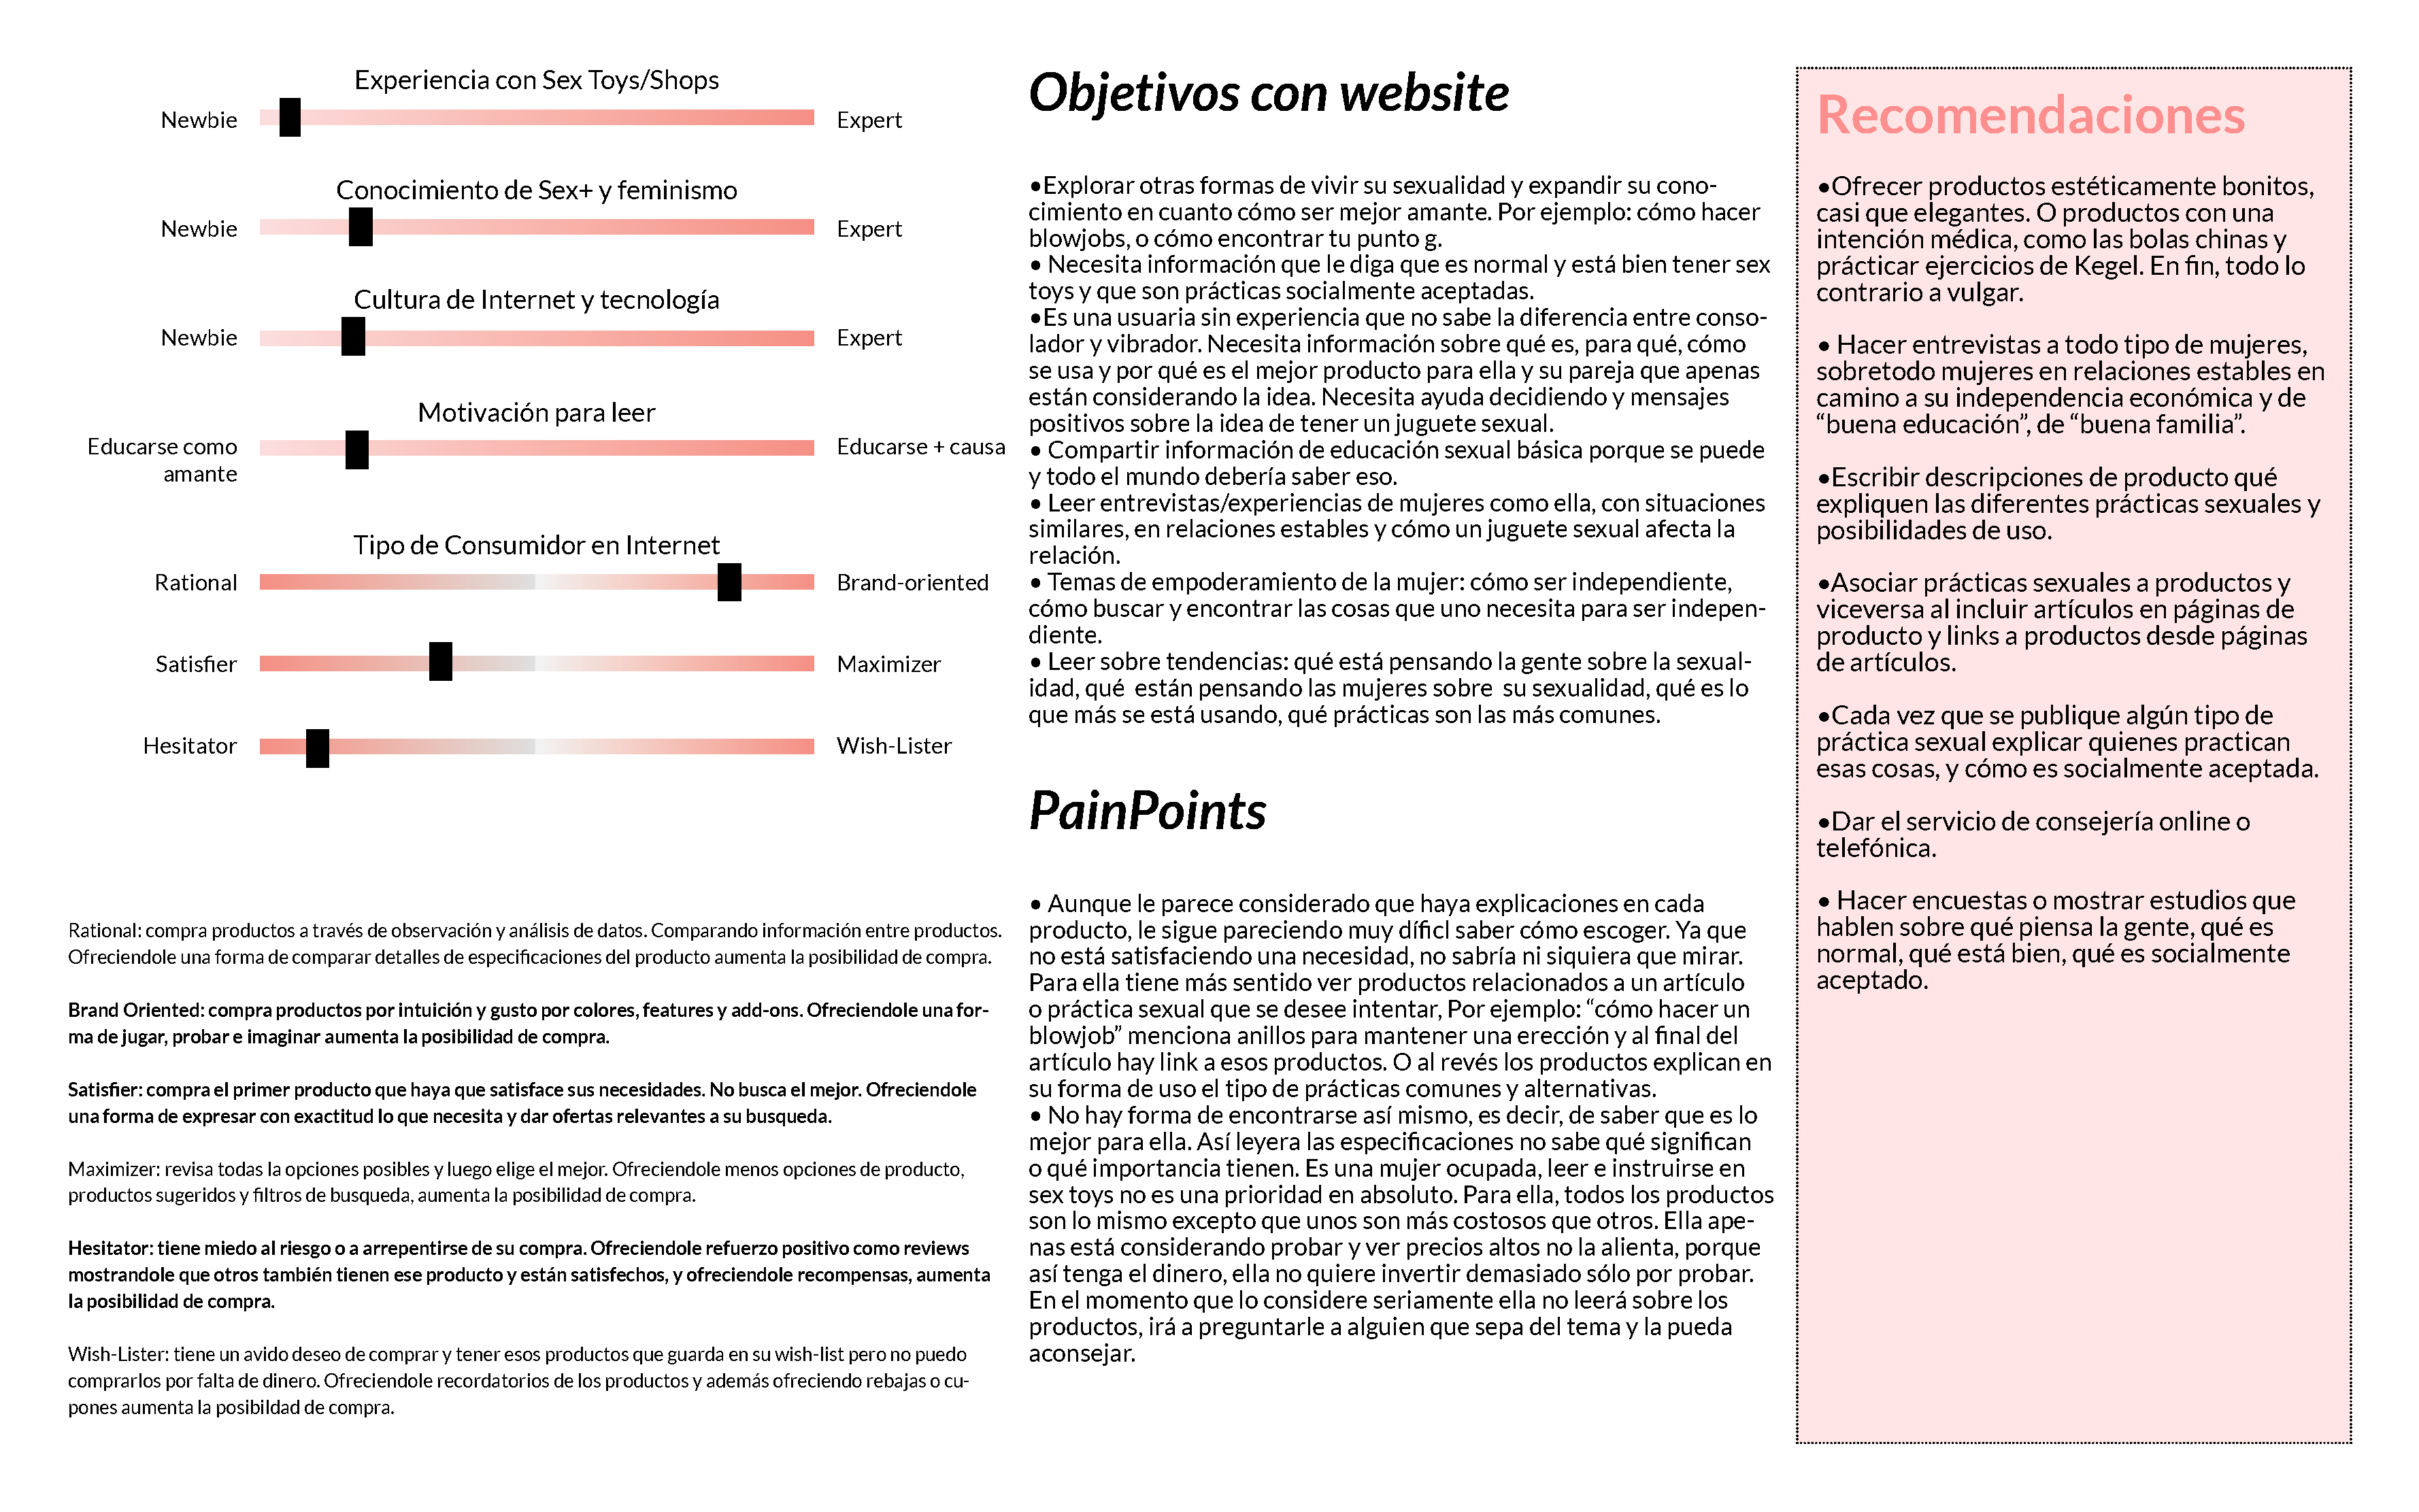 Experiencia con Sex Toys/Shops
Newbie
Expert
Conocimiento de Sex+ y feminismo
Newbie
Expert
Cultura de Internet y tecnología
Newbie
Expert
Motivación para leer
Educarse como
amante
Educarse + causa
Tipo de Consumidor en Internet
Rational
Brand-oriented
Satisfier
Maximizer
Hesitator
Wish-Lister
Rational: compra productos a través de observación y análisis de datos. Comparando información entre productos.
Ofreciendole una forma de comparar detalles de especificaciones del producto aumenta la posibilidad de compra.
Brand Oriented: compra productos por intuición y gusto por colores, features y add-ons. Ofreciendole una for-
ma de jugar, probar e imaginar aumenta la posibilidad de compra.
Satisfier: compra el primer producto que haya que satisface sus necesidades. No busca el mejor. Ofreciendole
una forma de expresar con exactitud lo que necesita y dar ofertas relevantes a su busqueda.
Maximizer: revisa todas la opciones posibles y luego elige el mejor. Ofreciendole menos opciones de producto,
productos sugeridos y filtros de busqueda, aumenta la posibilidad de compra.
Hesitator: tiene miedo al riesgo o a arrepentirse de su compra. Ofreciendole refuerzo positivo como reviews
mostrandole que otros también tienen ese producto y están satisfechos, y ofreciendole recompensas, aumenta
la posibilidad de compra.
Wish-Lister: tiene un avido deseo de comprar y tener esos productos que guarda en su wish-list pero no puedo
comprarlos por falta de dinero. Ofreciendole recordatorios de los productos y además ofreciendo rebajas o cu-
pones aumenta la posibildad de compra.
Objetivos con website
•Explorar otras formas de vivir su sexualidad y expandir su cono-
cimiento en cuanto cómo ser mejor amante. Por ejemplo: cómo hacer
blowjobs, o cómo encontrar tu punto g.
• Necesita información que le diga que es normal y está bien tener sex
toys y que son prácticas socialmente aceptadas.
•Es una usuaria sin experiencia que no sabe la diferencia entre conso-
lador y vibrador. Necesita información sobre qué es, para qué, cómo
se usa y por qué es el mejor producto para ella y su pareja que apenas
están considerando la idea. Necesita ayuda decidiendo y mensajes
positivos sobre la idea de tener un juguete sexual.
• Compartir información de educación sexual básica porque se puede
y todo el mundo debería saber eso.
• Leer entrevistas/experiencias de mujeres como ella, con situaciones
similares, en relaciones estables y cómo un juguete sexual afecta la
relación.
• Temas de empoderamiento de la mujer: cómo ser independiente,
cómo buscar y encontrar las cosas que uno necesita para ser indepen-
diente.
• Leer sobre tendencias: qué está pensando la gente sobre la sexual-
idad, qué están pensando las mujeres sobre su sexualidad, qué es lo
que más se está usando, qué prácticas son las más comunes.
PainPoints
• Aunque le parece considerado que haya explicaciones en cada
producto, le sigue pareciendo muy díficl saber cómo escoger. Ya que
no está satisfaciendo una necesidad, no sabría ni siquiera que mirar.
Para ella tiene más sentido ver productos relacionados a un artículo
o práctica sexual que se desee intentar, Por ejemplo: “cómo hacer un
blowjob” menciona anillos para mantener una erección y al final del
artículo hay link a esos productos. O al revés los productos explican en
su forma de uso el tipo de prácticas comunes y alternativas.
• No hay forma de encontrarse así mismo, es decir, de saber que es lo
mejor para ella. Así leyera las especificaciones no sabe qué significan
o qué importancia tienen. Es una mujer ocupada, leer e instruirse en
sex toys no es una prioridad en absoluto. Para ella, todos los productos
son lo mismo excepto que unos son más costosos que otros. Ella ape-
nas está considerando probar y ver precios altos no la alienta, porque
así tenga el dinero, ella no quiere invertir demasiado sólo por probar.
En el momento que lo considere seriamente ella no leerá sobre los
productos, irá a preguntarle a alguien que sepa del tema y la pueda
aconsejar.
Recomendaciones
•Ofrecer productos estéticamente bonitos,
casi que elegantes. O productos con una
intención médica, como las bolas chinas y
prácticar ejercicios de Kegel. En fin, todo lo
contrario a vulgar.
• Hacer entrevistas a todo tipo de mujeres,
sobretodo mujeres en relaciones estables en
camino a su independencia económica y de
“buena educación”, de “buena familia”.
•Escribir descripciones de producto qué
expliquen las diferentes prácticas sexuales y
posibilidades de uso.
•Asociar prácticas sexuales a productos y
viceversa al incluir artículos en páginas de
producto y links a productos desde páginas
de artículos.
•Cada vez que se publique algún tipo de
práctica sexual explicar quienes practican
esas cosas, y cómo es socialmente aceptada.
•Dar el servicio de consejería online o
telefónica.
• Hacer encuestas o mostrar estudios que
hablen sobre qué piensa la gente, qué es
normal, qué está bien, qué es socialmente
aceptado.